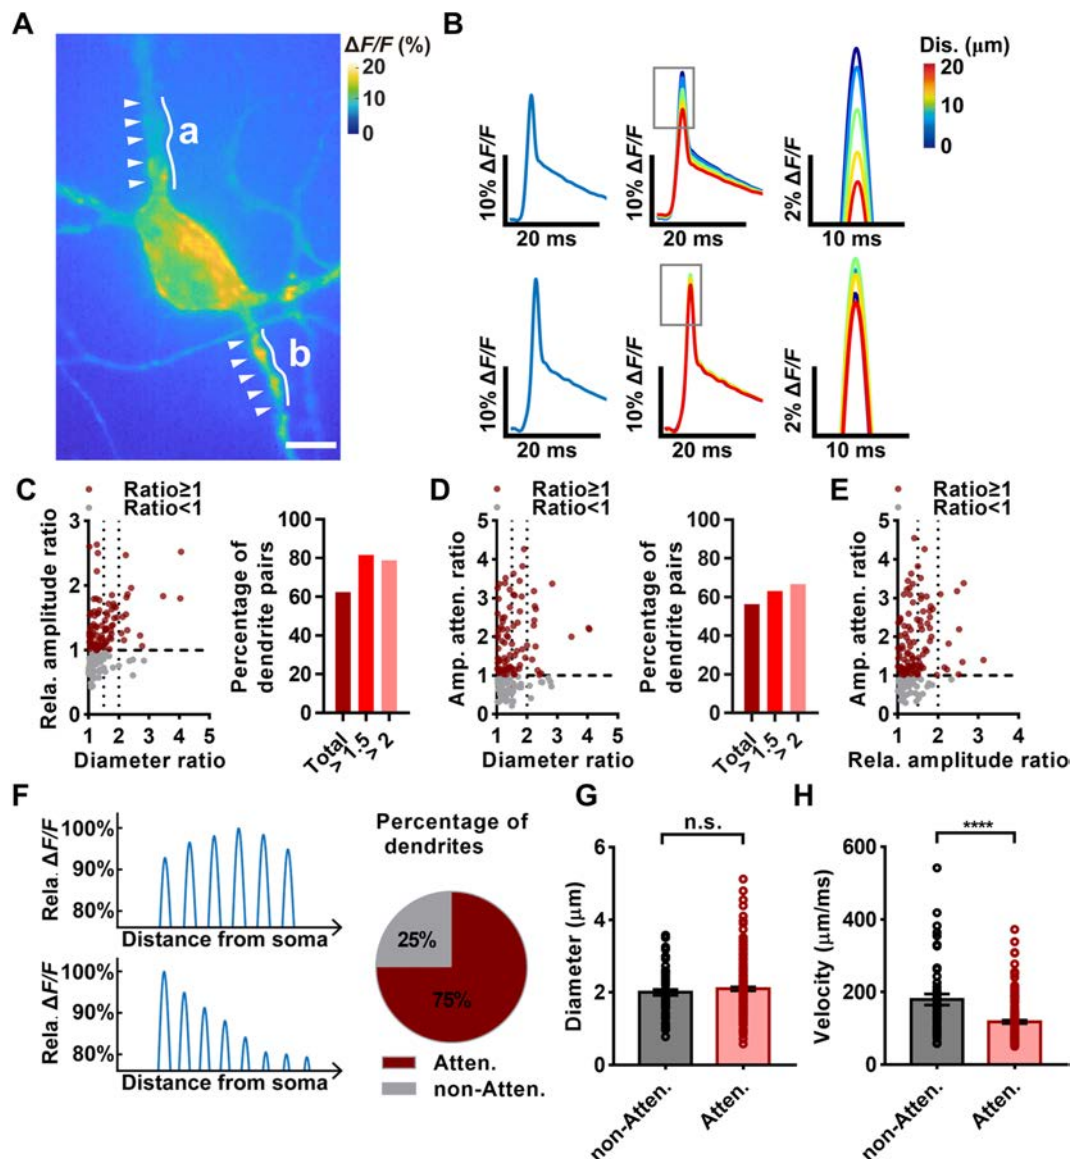 A
ΔF/F (%)
20
10
0
a
b
B
10% ΔF/F
20 ms
10% ΔF/F
20 ms
2% ΔF/F
10 ms
Dis. (μm)
20
10
0
10% ΔF/F
20 ms
10% ΔF/F
20 ms
2% ΔF/F
10 ms
C
Ratio≥1
Ratio<1
Rela. amplitude ratio
3
2
1
0
1 2 3 4 5
Diameter ratio
Percentage of
dendrite pairs
100
80
60
40
20
0
Total
> 1.5
> 2
D
Ratio≥1
Ratio<1
Amp. atten. ratio
5
4
3
2
1
0
1 2 3 4 5
Diameter ratio
Percentage of
dendrite pairs
100
80
60
40
20
0
Total
> 1.5
> 2
E
Ratio≥1
Ratio<1
Amp. atten. ratio
5
4
3
2
1
0
1 2 3 4
Rela. amplitude ratio
F
Rela. ΔF/F
100%
90%
80%
Distance from soma
Rela. ΔF/F
100%
90%
80%
Distance from soma
Percentage of
dendrites
25%
75%
Atten.
non-Atten.
G
n.s.
Diameter (μm)
6
4
2
0
non-Atten.
Atten.
H
****
Velocity (μm/ms)
600
400
200
0
non-Atten.
Atten.